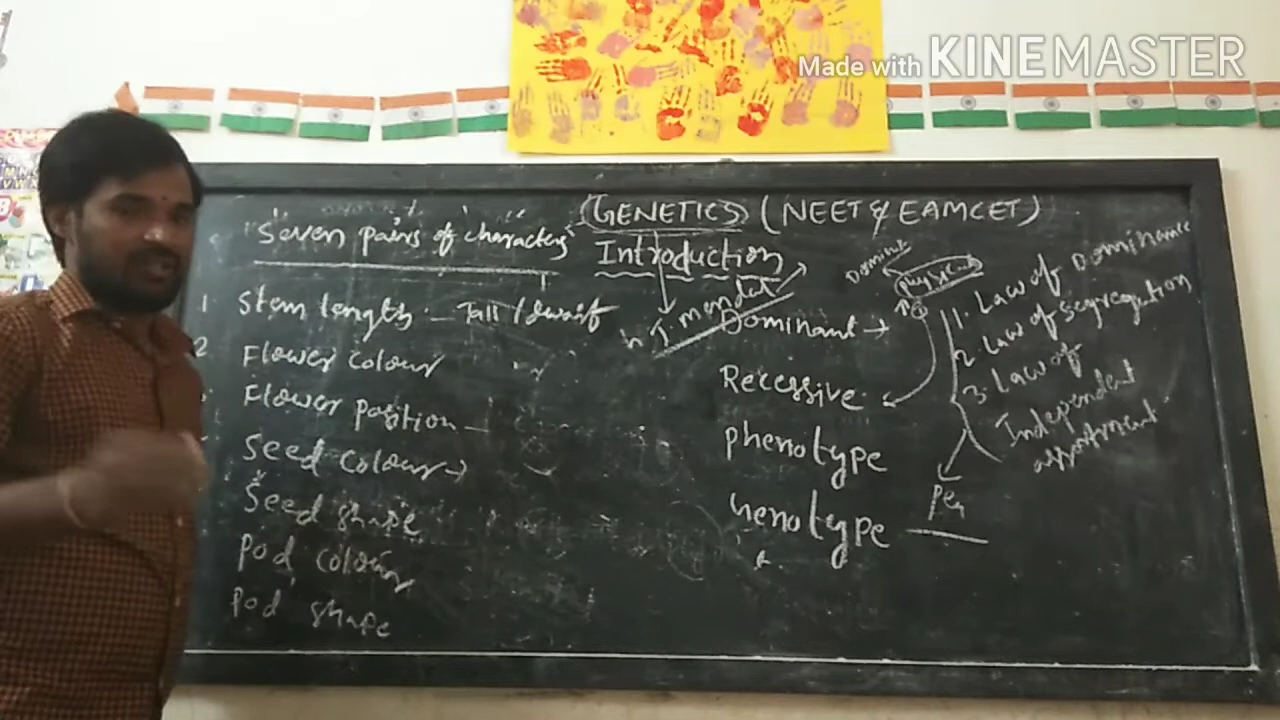 Made with KINEMASTER
GENETICS (NEET & EAMCET)
Introduction
"Seven pairs of characters"
1 Stem length - Tall / dwarf
2 Flower colour
Flower position -
Seed colour →
Seed shape
Pod colour
Pod shape
Dominant →
Recessive
phenotype
Genotype
physical
1. Law of Dominance
2. Law of segregation
3. Law of
Independent
Pea